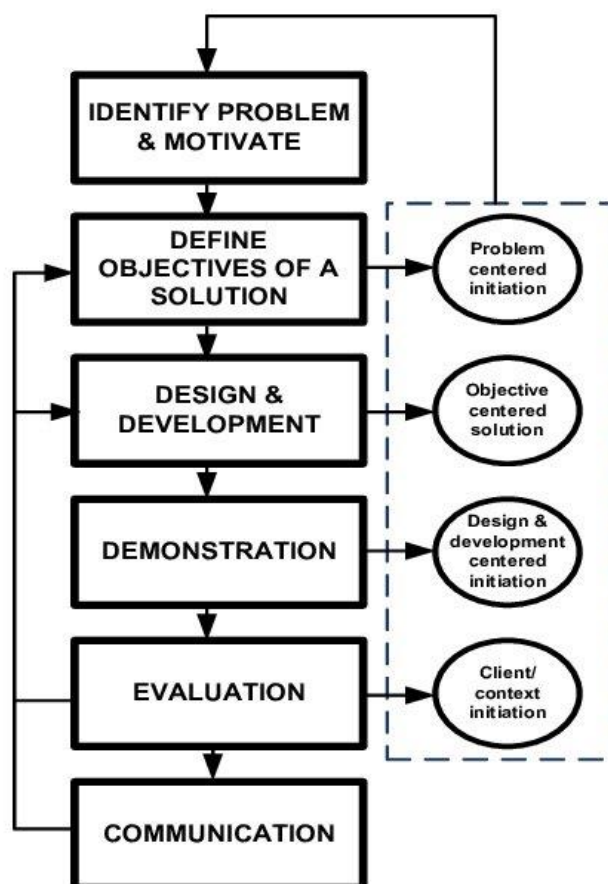 IDENTIFY PROBLEM
& MOTIVATE
DEFINE
OBJECTIVES OF A
SOLUTION
Problem
centered
initiation
DESIGN &
DEVELOPMENT
Objective
centered
solution
DEMONSTRATION
Design &
development
centered
initiation
EVALUATION
Client/
context
initiation
COMMUNICATION